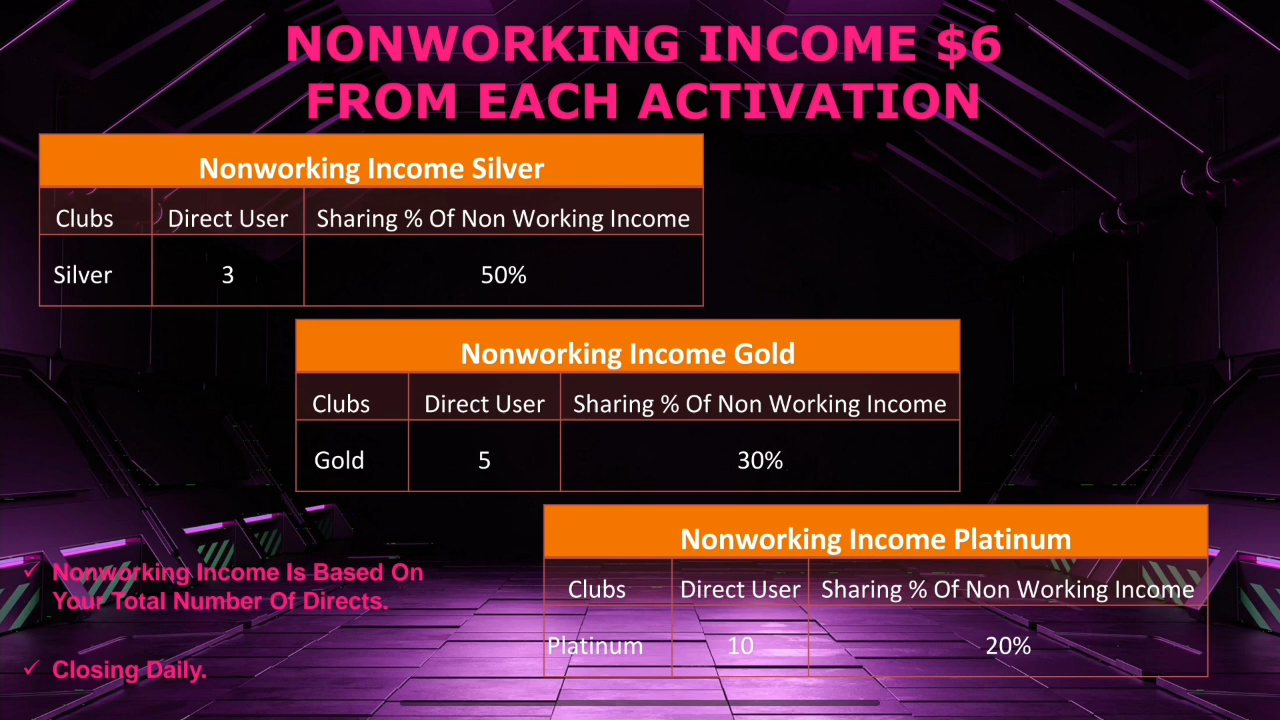 NONWORKING INCOME $6
FROM EACH ACTIVATION
Nonworking Income Silver
Clubs Direct User Sharing % Of Non Working Income
Silver 3 50%
Nonworking Income Gold
Clubs Direct User Sharing % Of Non Working Income
Gold 5 30%
Nonworking Income Platinum
Clubs Direct User Sharing % Of Non Working Income
Platinum 10 20%
✓ Nonworking Income Is Based On
Your Total Number Of Directs.
✓ Closing Daily.